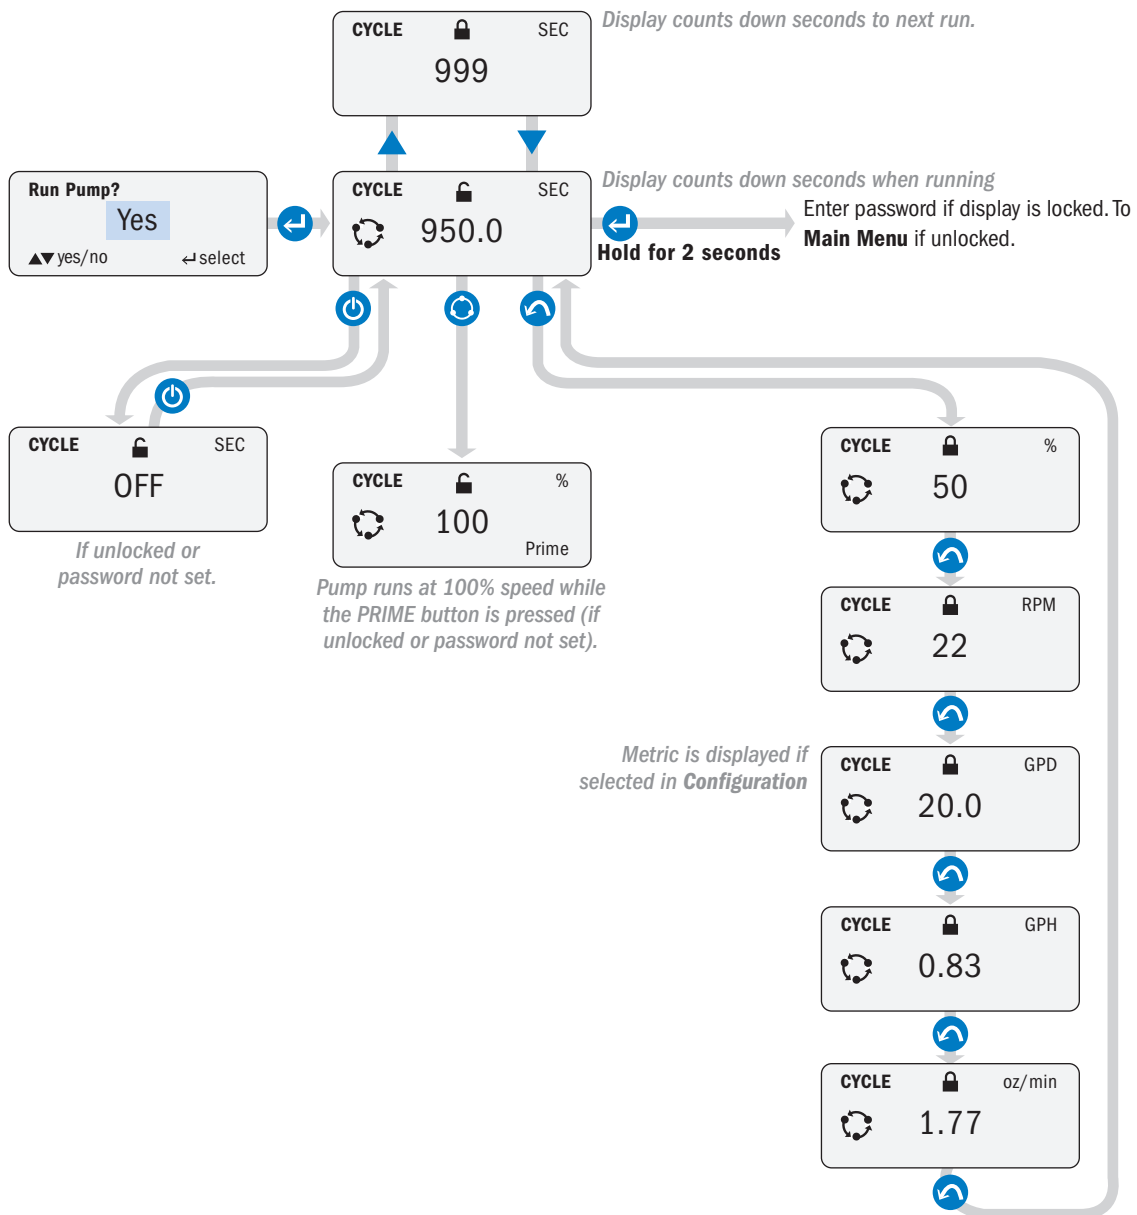 CYCLE SEC
999
Display counts down seconds to next run.
Run Pump?
Yes
▲▼ yes/no ↵ select
CYCLE SEC
950.0
Display counts down seconds when running
Hold for 2 seconds
Enter password if display is locked. To
Main Menu if unlocked.
CYCLE SEC
OFF
If unlocked or
password not set.
CYCLE %
100
Prime
Pump runs at 100% speed while
the PRIME button is pressed (if
unlocked or password not set).
CYCLE %
50
CYCLE RPM
22
Metric is displayed if
selected in Configuration
CYCLE GPD
20.0
CYCLE GPH
0.83
CYCLE oz/min
1.77